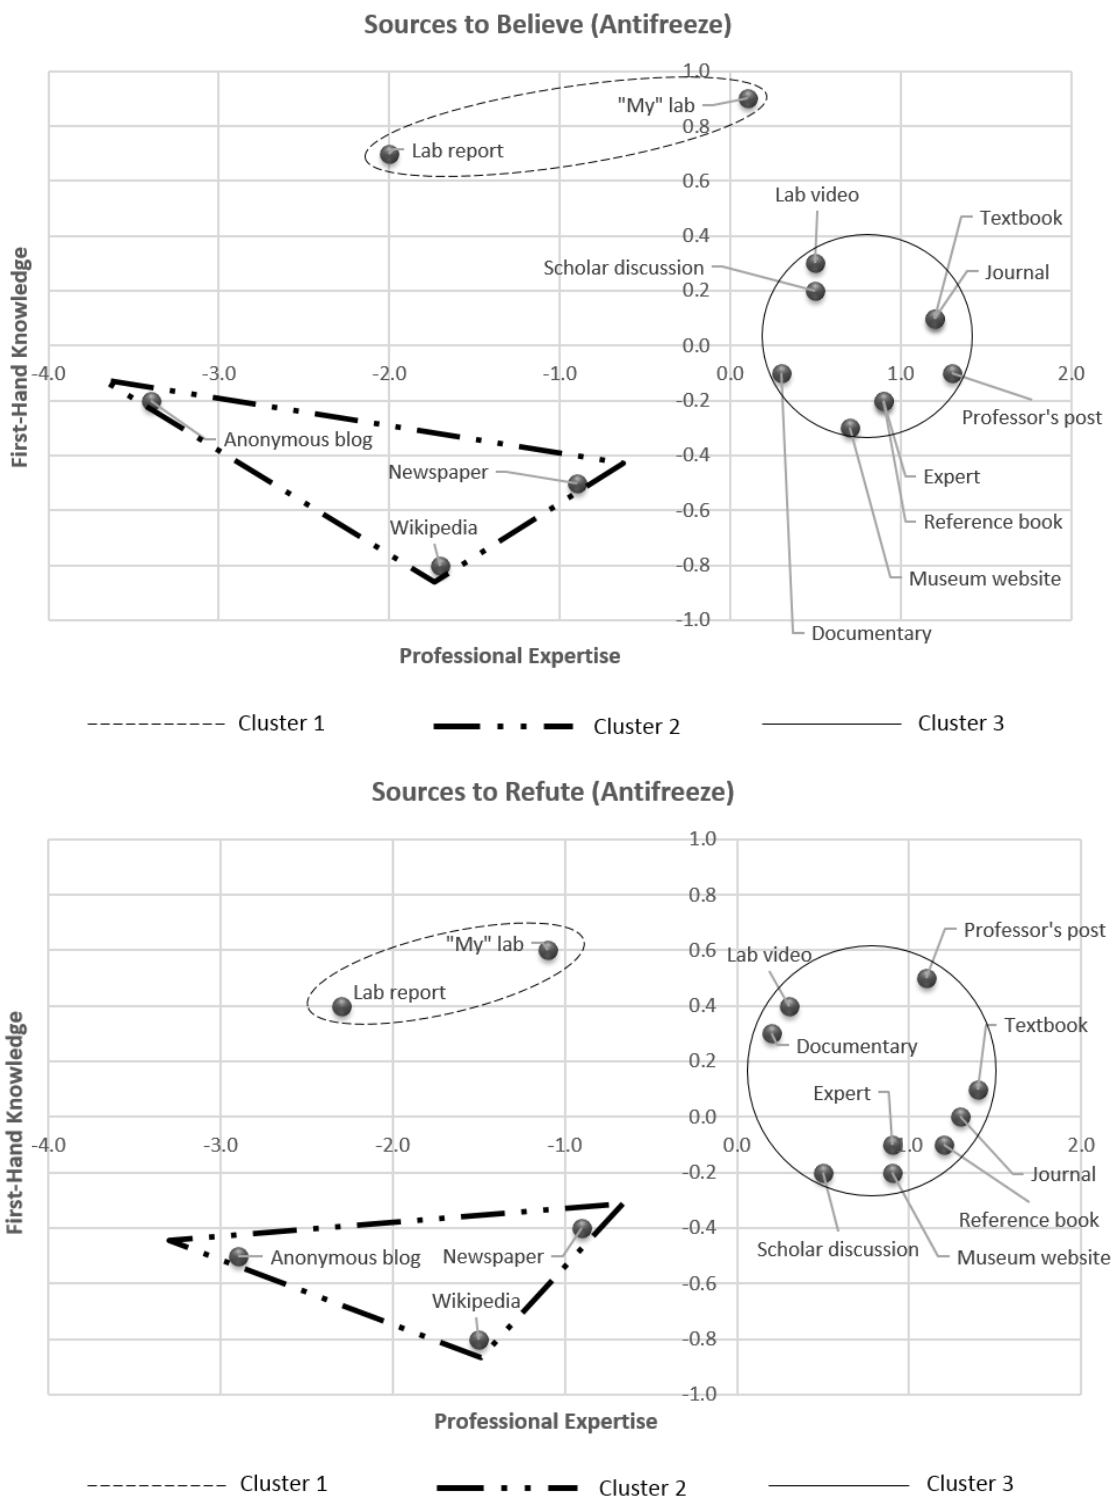 Sources to Believe (Antifreeze)
1.0
"My" lab
0.8
Lab report
0.6
Lab video
Textbook
0.4
Scholar discussion
Journal
0.2
0.0
-4.0 -3.0 -2.0 -1.0 0.0 1.0 2.0
-0.2
Professor's post
Anonymous blog
-0.4
Newspaper
Expert
-0.6
Reference book
Wikipedia
-0.8
Museum website
-1.0
Documentary
First-Hand Knowledge
Professional Expertise
Cluster 1 Cluster 2 Cluster 3
Sources to Refute (Antifreeze)
1.0
0.8
Professor's post
"My" lab
0.6
Lab video
Lab report
0.4
Textbook
Documentary
0.2
Expert
0.0
-4.0 -3.0 -2.0 -1.0 0.0 1.0 2.0
-0.2
Journal
Reference book
-0.4
Scholar discussion
Anonymous blog
Newspaper
Museum website
-0.6
Wikipedia
-0.8
-1.0
First-Hand Knowledge
Professional Expertise
Cluster 1 Cluster 2 Cluster 3